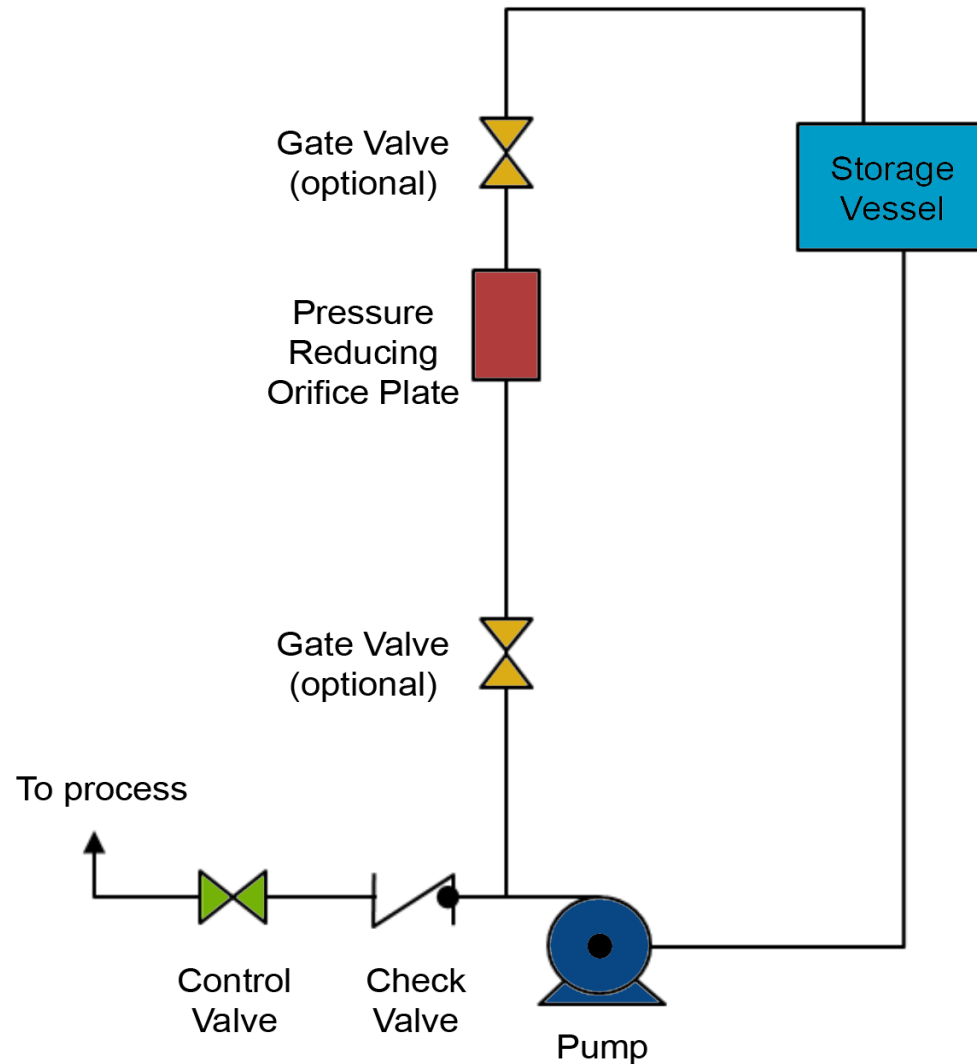 Gate Valve
(optional)
Storage
Vessel
Pressure
Reducing
Orifice Plate
Gate Valve
(optional)
To process
Control
Valve
Check
Valve
Pump